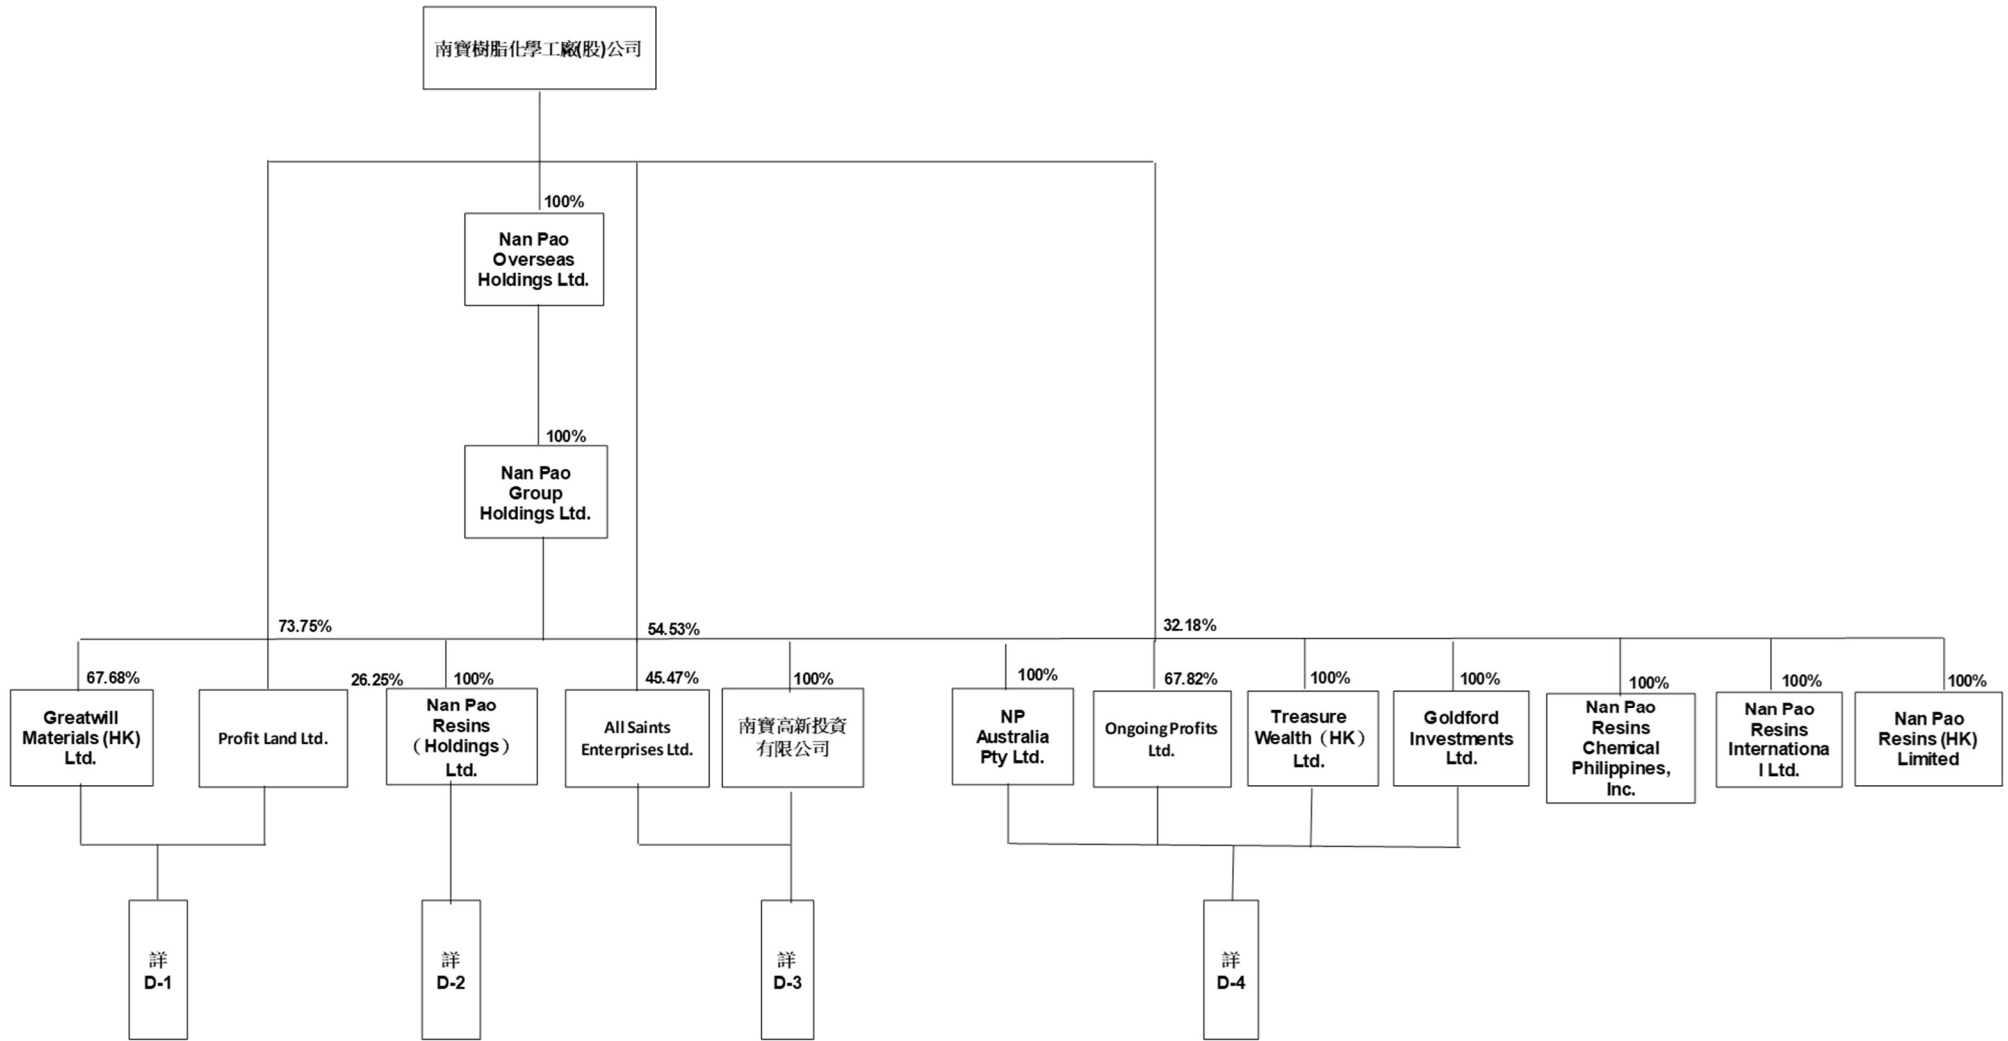 南寶樹脂化學工廠(股)公司
100%
Nan Pao
Overseas
Holdings Ltd.
100%
Nan Pao
Group
Holdings Ltd.
73.75%
54.53%
32.18%
67.68%
26.25%
100%
45.47%
100%
100%
67.82%
100%
100%
100%
100%
100%
Greatwill
Materials (HK)
Ltd.
Profit Land Ltd.
Nan Pao
Resins
（Holdings）
Ltd.
All Saints
Enterprises Ltd.
南寶高新投資
有限公司
NP
Australia
Pty Ltd.
Ongoing Profits
Ltd.
Treasure
Wealth（HK）
Ltd.
Goldford
Investments
Ltd.
Nan Pao
Resins
Chemical
Philippines,
Inc.
Nan Pao
Resins
Internationa
l Ltd.
Nan Pao
Resins (HK)
Limited
詳
D-1
詳
D-2
詳
D-3
詳
D-4